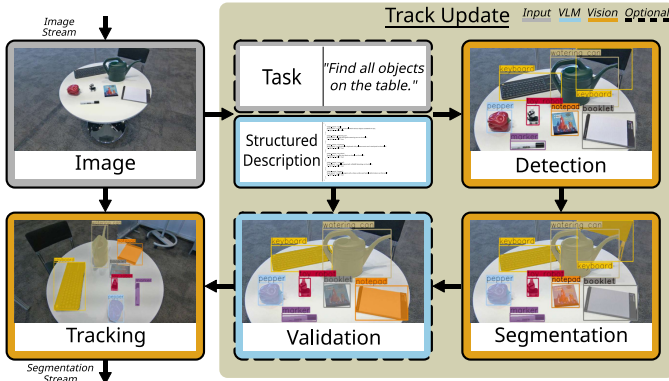 Image
Stream
Track Update
Input VLM Vision Optional
Task
"Find all objects
on the table."
Structured
Description
Image
watering can
keyboard
keyboard
pepper
notepad
booklet
marker
Detection
Tracking
keyboard
pepper
watering can
keyboard
pepper
booklet
notepad
marker
Validation
watering can
keyboard
keyboard
pepper
notepad
booklet
marker
Segmentation
Segmentation
Stream